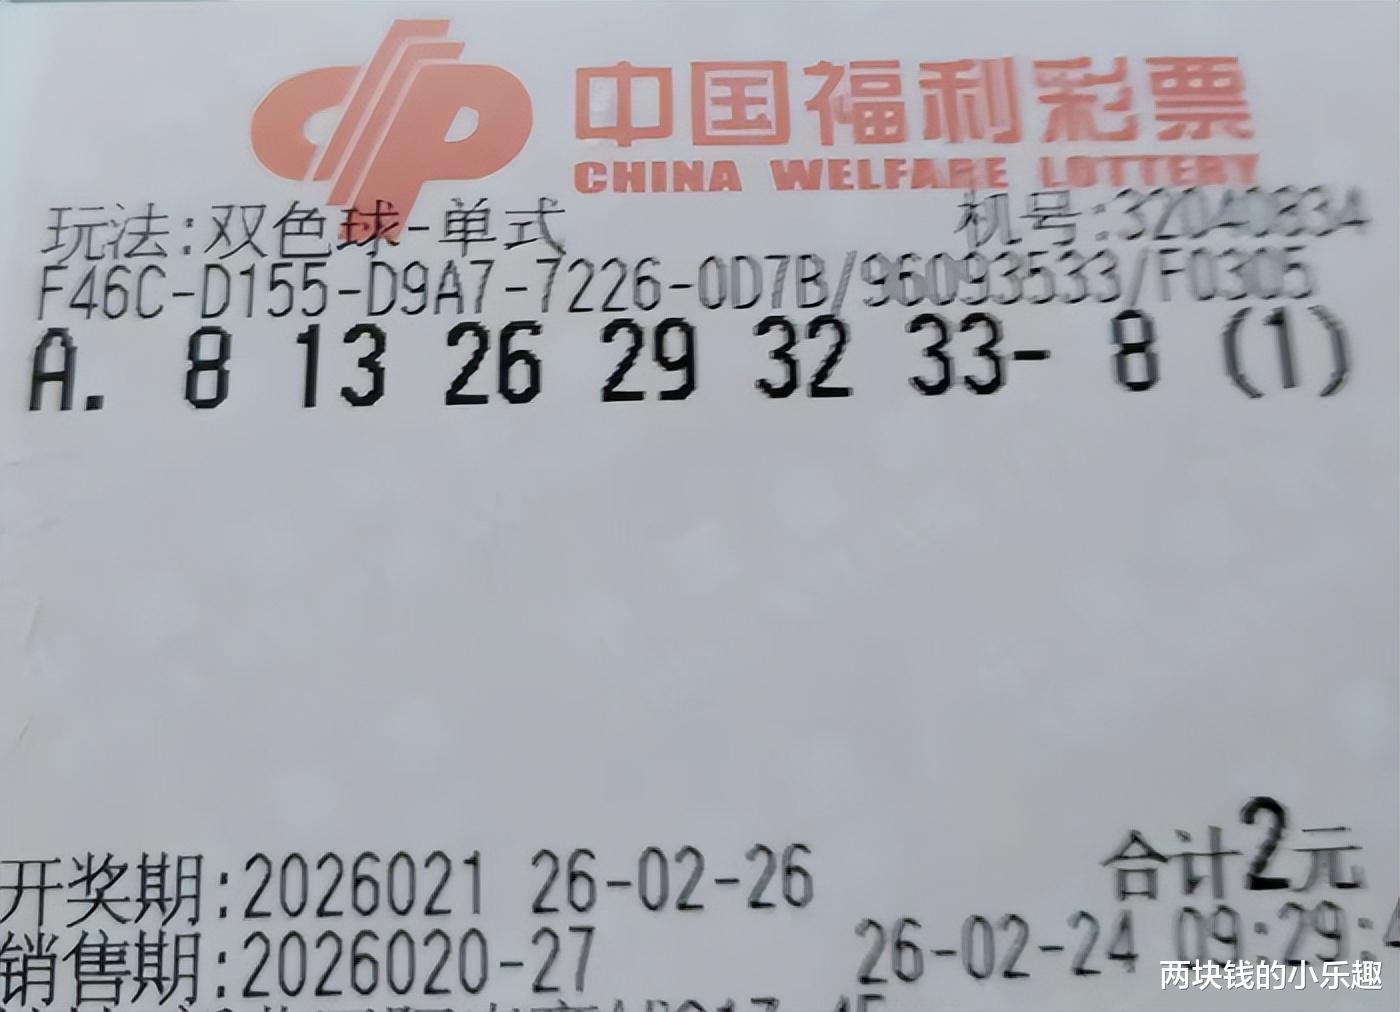 中国福利彩票
CHINA WELFARE LOTTERY
玩法:双色球-单式 机号:32040834
F46C-D155-D9A7-7226-0D7B/96093533/F0305
A. 8 13 26 29 32 33- 8 (1)
合计2元
开奖期:2026021 26-02-26
销售期:2026020-27 26-02-24 09:29:4
两块钱的小乐趣